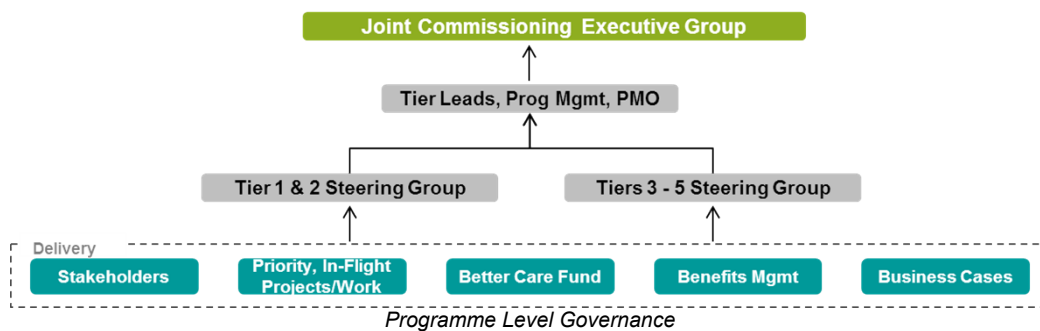 Joint Commissioning Executive Group
Tier Leads, Prog Mgmt, PMO
Tier 1 & 2 Steering Group
Tiers 3 - 5 Steering Group
Delivery
Stakeholders
Priority, In-Flight
Projects/Work
Better Care Fund
Benefits Mgmt
Business Cases
Programme Level Governance